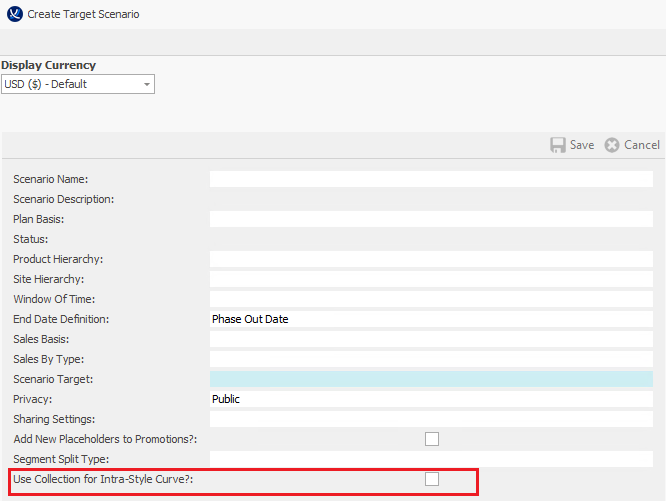 Create Target Scenario
Display Currency
USD ($) - Default
Save Cancel
Scenario Name:
Scenario Description:
Plan Basis:
Status:
Product Hierarchy:
Site Hierarchy:
Window Of Time:
End Date Definition: Phase Out Date
Sales Basis:
Sales By Type:
Scenario Target:
Privacy: Public
Sharing Settings:
Add New Placeholders to Promotions?:
Segment Split Type:
Use Collection for Intra-Style Curve?: